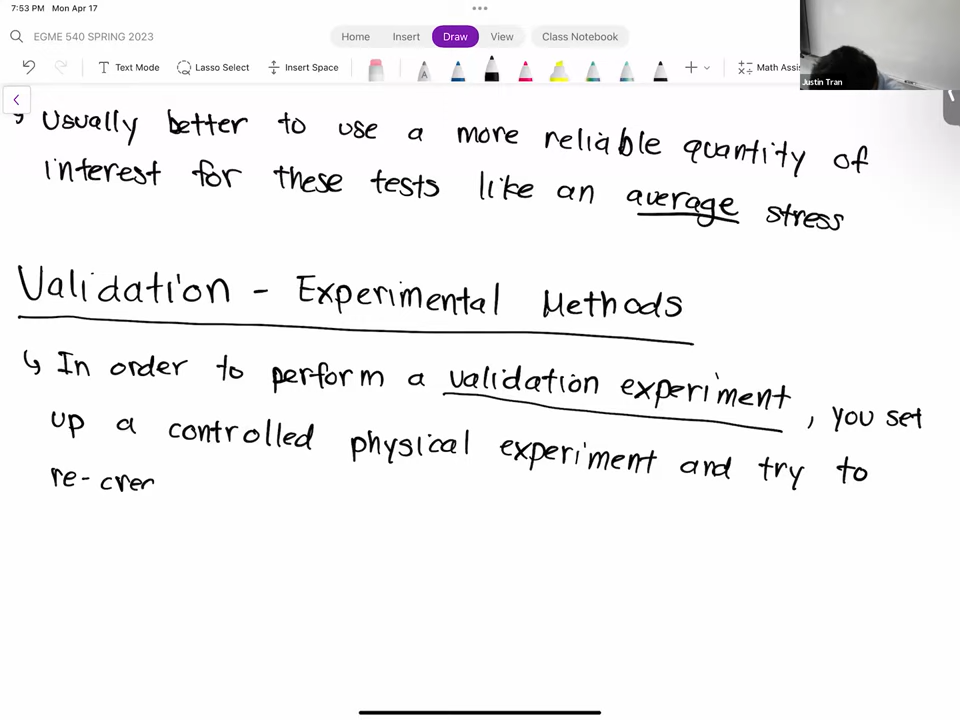 7:53 PM Mon Apr 17
EGME 540 SPRING 2023
Home Insert Draw View Class Notebook
Text Mode Lasso Select Insert Space Math Assis
Justin Tran
Usually better to use a more reliable quantity of
interest for these tests like an average stress
Validation - Experimental Methods
↳ In order to perform a validation experiment, you set
up a controlled physical experiment and try to
re-crea